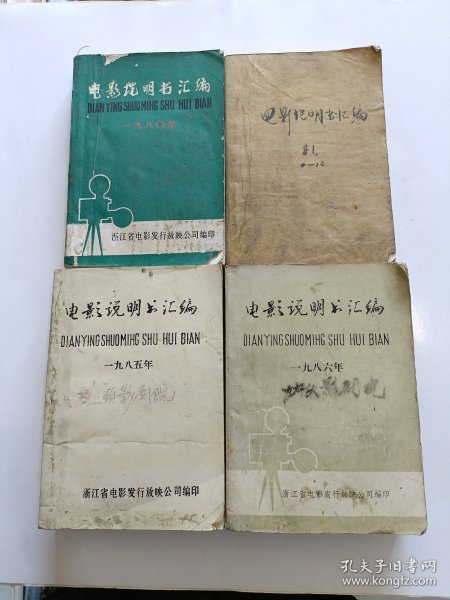 电影说明书汇编
DIANYINGSHUOMIHG SHU HUI BIAN
一九八〇年
浙江省电影发行放映公司编印
电影说明书汇编
81.
电影说明书汇编
DIANYINGSHUOMIHG SHU HUI BIAN
一九八五年
影剧院
浙江省电影发行放映公司编印
电影说明书汇编
DIANYINGSHUOMIHG SHU HUI BIAN
一九八六年
浙江省电影发行放映公司编印
孔夫子旧书网
www.kongfz.com